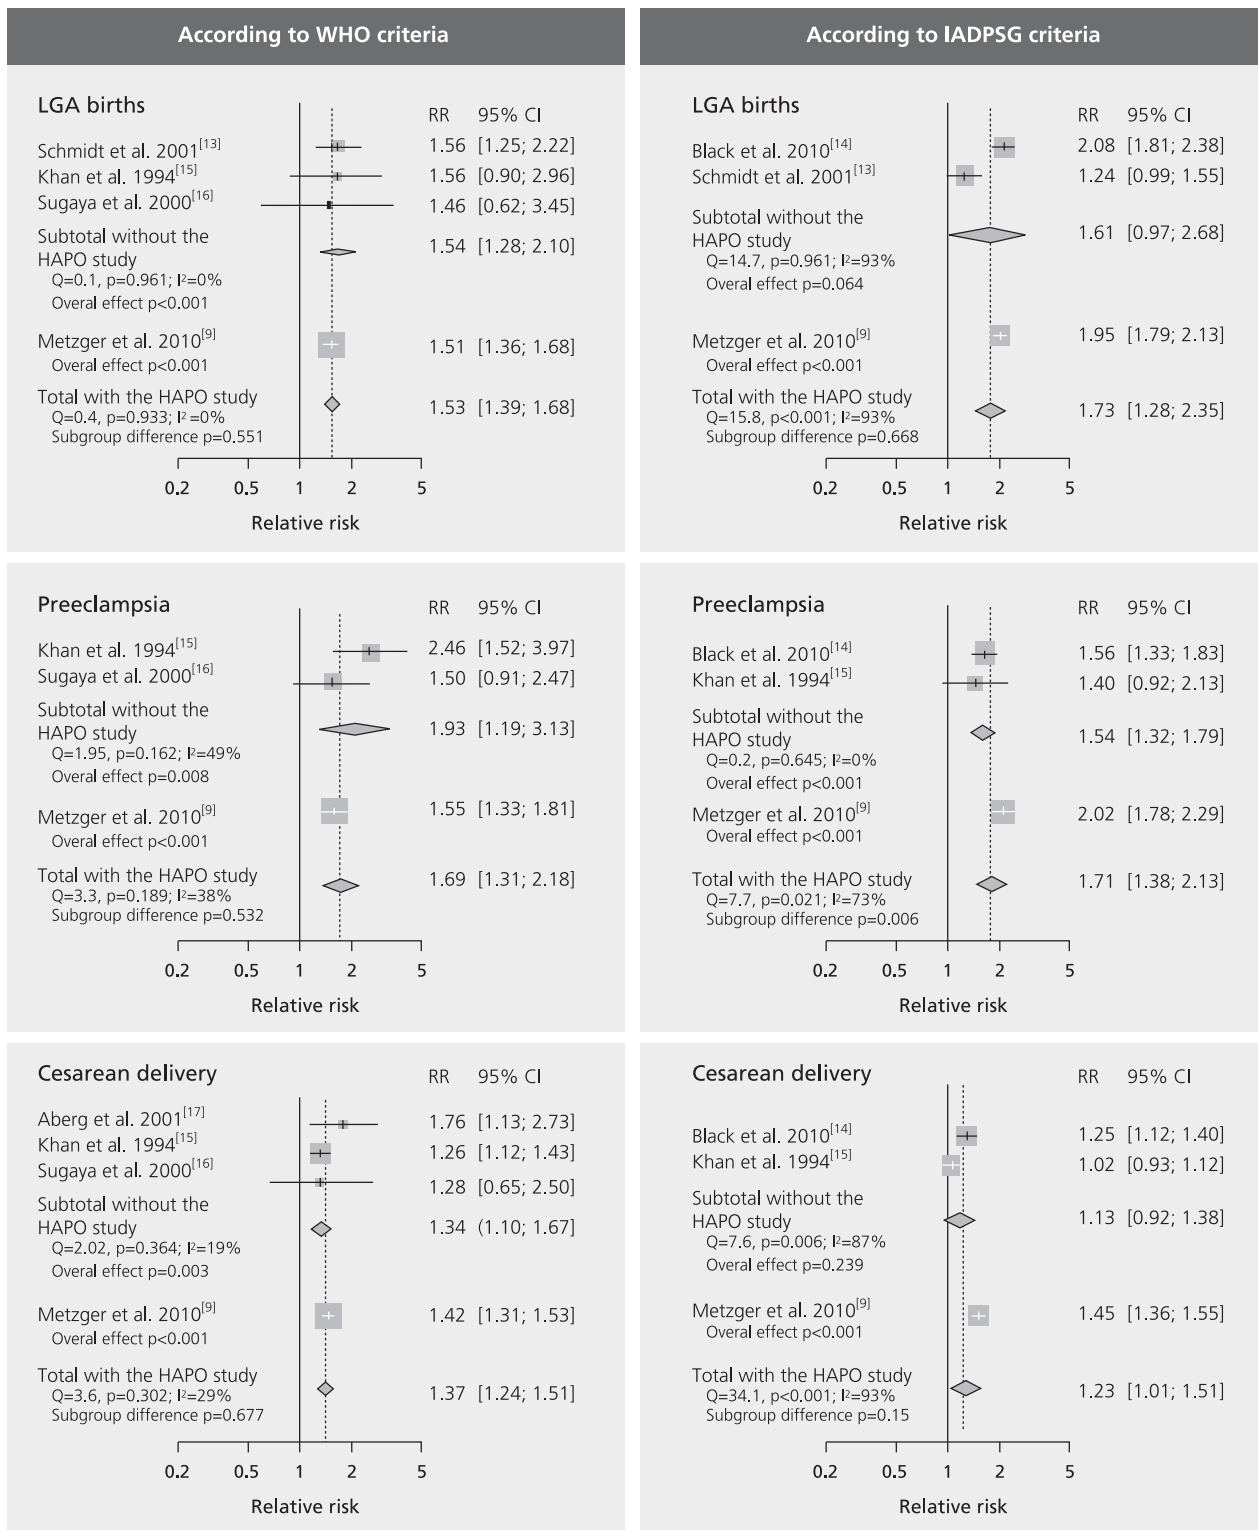 According to WHO criteria
LGA births
RR 95% CI
Schmidt et al. 2001[13] 1.56 [1.25; 2.22]
Khan et al. 1994[15] 1.56 [0.90; 2.96]
Sugaya et al. 2000[16] 1.46 [0.62; 3.45]
Subtotal without the
HAPO study 1.54 [1.28; 2.10]
Q=0.1, p=0.961; I²=0%
Overal effect p<0.001
Metzger et al. 2010[9] 1.51 [1.36; 1.68]
Overal effect p<0.001
Total with the HAPO study 1.53 [1.39; 1.68]
Q=0.4, p=0.933; I²=0%
Subgroup difference p=0.551
0.2 0.5 1 2 5
Relative risk
According to IADPSG criteria
LGA births
RR 95% CI
Black et al. 2010[14] 2.08 [1.81; 2.38]
Schmidt et al. 2001[13] 1.24 [0.99; 1.55]
Subtotal without the
HAPO study 1.61 [0.97; 2.68]
Q=14.7, p=0.961; I²=93%
Overal effect p=0.064
Metzger et al. 2010[9] 1.95 [1.79; 2.13]
Overal effect p<0.001
Total with the HAPO study 1.73 [1.28; 2.35]
Q=15.8, p<0.001; I²=93%
Subgroup difference p=0.668
0.2 0.5 1 2 5
Relative risk
Preeclampsia
RR 95% CI
Khan et al. 1994[15] 2.46 [1.52; 3.97]
Sugaya et al. 2000[16] 1.50 [0.91; 2.47]
Subtotal without the
HAPO study 1.93 [1.19; 3.13]
Q=1.95, p=0.162; I²=49%
Overal effect p=0.008
Metzger et al. 2010[9] 1.55 [1.33; 1.81]
Overal effect p<0.001
Total with the HAPO study 1.69 [1.31; 2.18]
Q=3.3, p=0.189; I²=38%
Subgroup difference p=0.532
0.2 0.5 1 2 5
Relative risk
Preeclampsia
RR 95% CI
Black et al. 2010[14] 1.56 [1.33; 1.83]
Khan et al. 1994[15] 1.40 [0.92; 2.13]
Subtotal without the
HAPO study 1.54 [1.32; 1.79]
Q=0.2, p=0.645; I²=0%
Overal effect p<0.001
Metzger et al. 2010[9] 2.02 [1.78; 2.29]
Overal effect p<0.001
Total with the HAPO study 1.71 [1.38; 2.13]
Q=7.7, p=0.021; I²=73%
Subgroup difference p=0.006
0.2 0.5 1 2 5
Relative risk
Cesarean delivery
RR 95% CI
Aberg et al. 2001[17] 1.76 [1.13; 2.73]
Khan et al. 1994[15] 1.26 [1.12; 1.43]
Sugaya et al. 2000[16] 1.28 [0.65; 2.50]
Subtotal without the
HAPO study 1.34 (1.10; 1.67]
Q=2.02, p=0.364; I²=19%
Overal effect p=0.003
Metzger et al. 2010[9] 1.42 [1.31; 1.53]
Overal effect p<0.001
Total with the HAPO study 1.37 [1.24; 1.51]
Q=3.6, p=0.302; I²=29%
Subgroup difference p=0.677
0.2 0.5 1 2 5
Relative risk
Cesarean delivery
RR 95% CI
Black et al. 2010[14] 1.25 [1.12; 1.40]
Khan et al. 1994[15] 1.02 [0.93; 1.12]
Subtotal without the
HAPO study 1.13 [0.92; 1.38]
Q=7.6, p=0.006; I²=87%
Overal effect p=0.239
Metzger et al. 2010[9] 1.45 [1.36; 1.55]
Overal effect p<0.001
Total with the HAPO study 1.23 [1.01; 1.51]
Q=34.1, p<0.001; I²=93%
Subgroup difference p=0.15
0.2 0.5 1 2 5
Relative risk